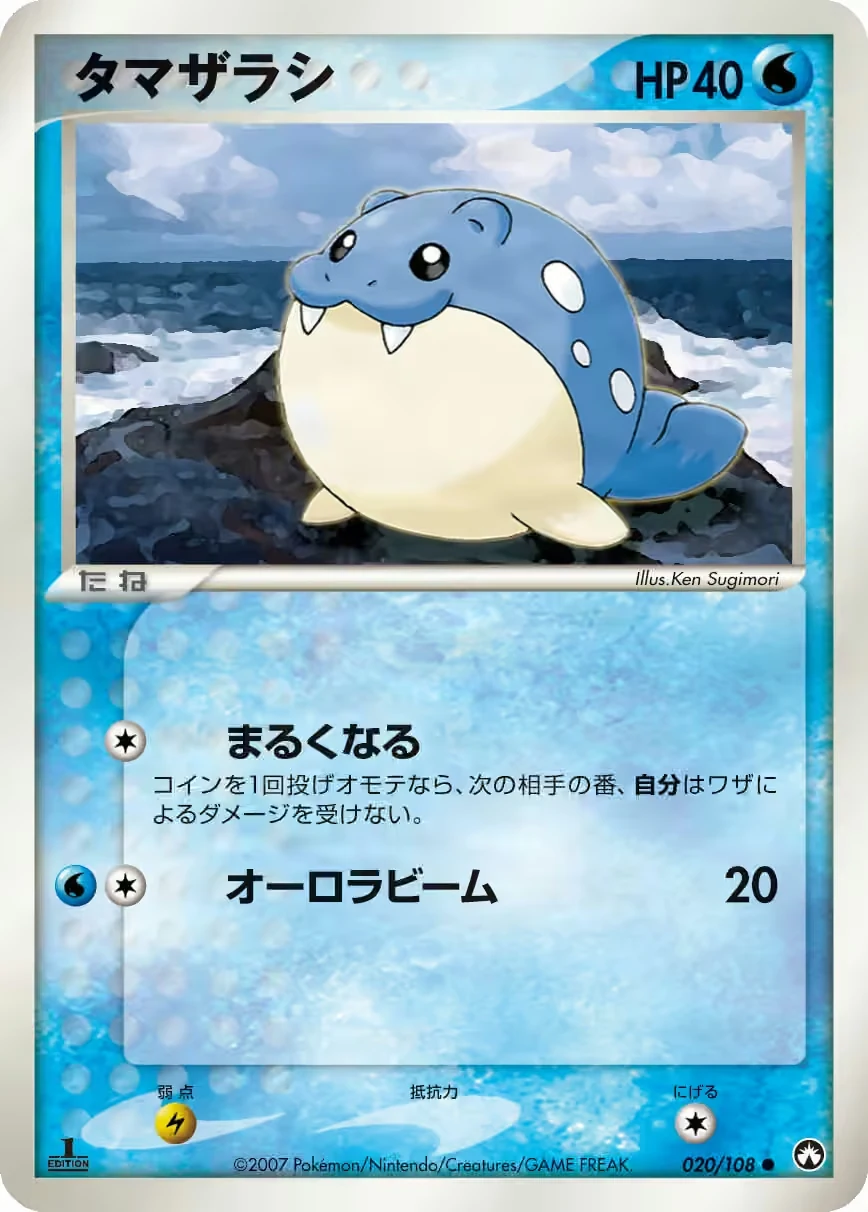 タマザラシ HP40
たね Illus.Ken Sugimori
まるくなる
コインを1回投げオモテなら、次の相手の番、自分はワザに
よるダメージを受けない。
オーロラビーム 20
弱点 抵抗力 にげる
1
EDITION ©2007 Pokémon/Nintendo/Creatures/GAME FREAK. 020/108